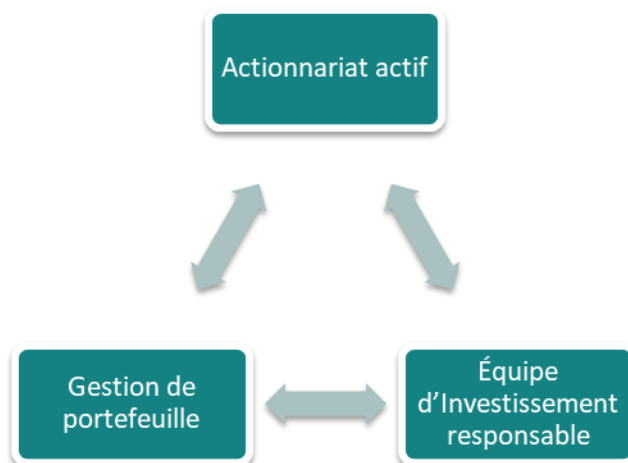 Actionnariat actif
Gestion de
portefeuille
Équipe
d’Investissement
responsable